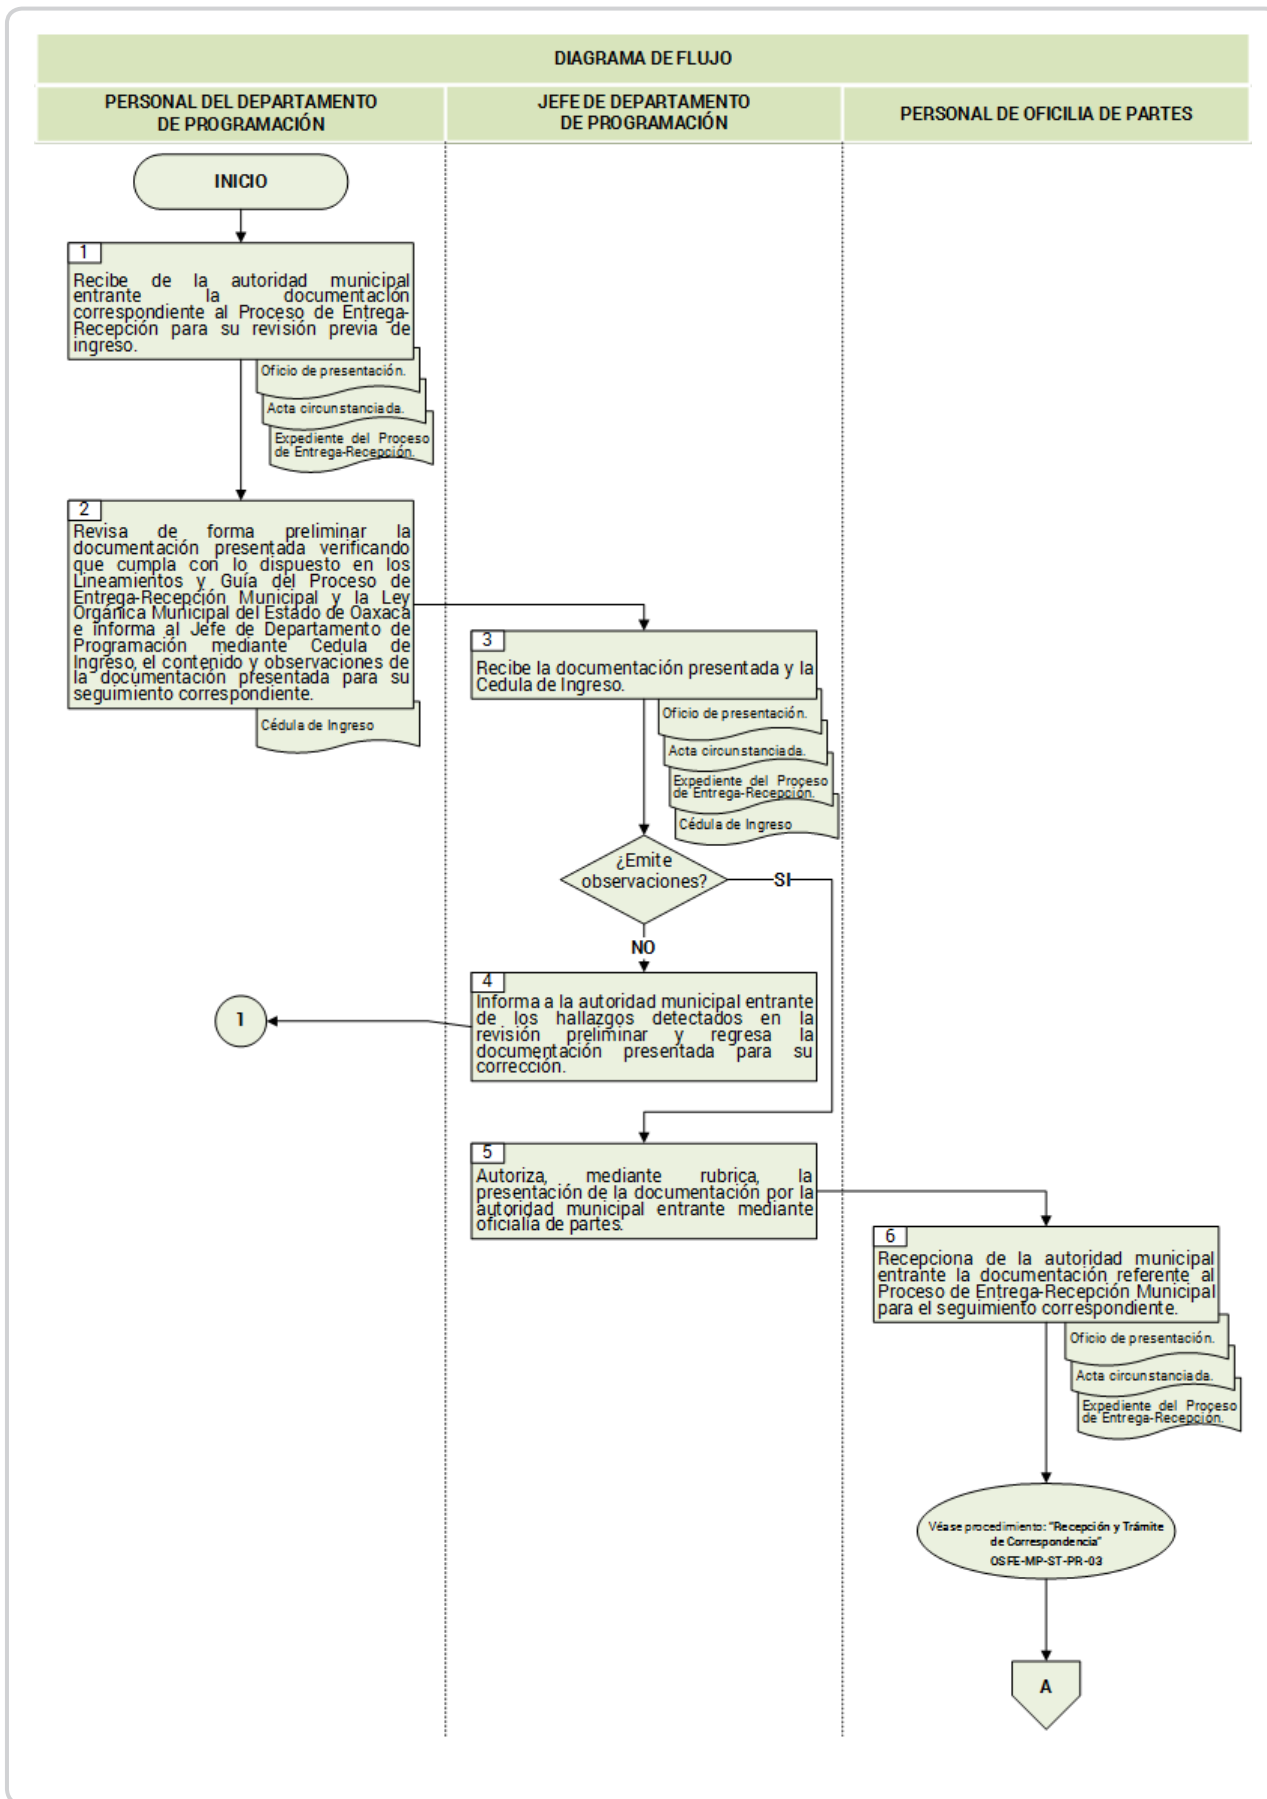 DIAGRAMA DE FLUJO
PERSONAL DEL DEPARTAMENTO
DE PROGRAMACIÓN
JEFE DE DEPARTAMENTO
DE PROGRAMACIÓN
PERSONAL DE OFICILIA DE PARTES
INICIO
1
Recibe de la autoridad municipal
entrante la documentación
correspondiente al Proceso de Entrega-
Recepción para su revisión previa de
ingreso.
Oficio de presentación.
Acta circunstanciada.
Expediente del Proceso
de Entrega-Recepción.
2
Revisa de forma preliminar la
documentación presentada verificando
que cumpla con lo dispuesto en los
Lineamientos y Guía del Proceso de
Entrega-Recepción Municipal y la Ley
Orgánica Municipal del Estado de Oaxaca
e informa al Jefe de Departamento de
Programación mediante Cedula de
Ingreso, el contenido y observaciones de
la documentación presentada para su
seguimiento correspondiente.
Cédula de Ingreso
3
Recibe la documentación presentada y la
Cedula de Ingreso.
Oficio de presentación.
Acta circunstanciada.
Expediente del Proceso
de Entrega-Recepción.
Cédula de Ingreso
¿Emite
observaciones?
SI
NO
4
Informa a la autoridad municipal entrante
de los hallazgos detectados en la
revisión preliminar y regresa la
documentación presentada para su
corrección.
1
5
Autoriza, mediante rubrica, la
presentación de la documentación por la
autoridad municipal entrante mediante
oficialía de partes.
6
Recepciona de la autoridad municipal
entrante la documentación referente al
Proceso de Entrega-Recepción Municipal
para el seguimiento correspondiente.
Oficio de presentación.
Acta circunstanciada.
Expediente del Proceso
de Entrega-Recepción.
Véase procedimiento: "Recepción y Trámite
de Correspondencia"
OSFE-MP-ST-PR-03
A